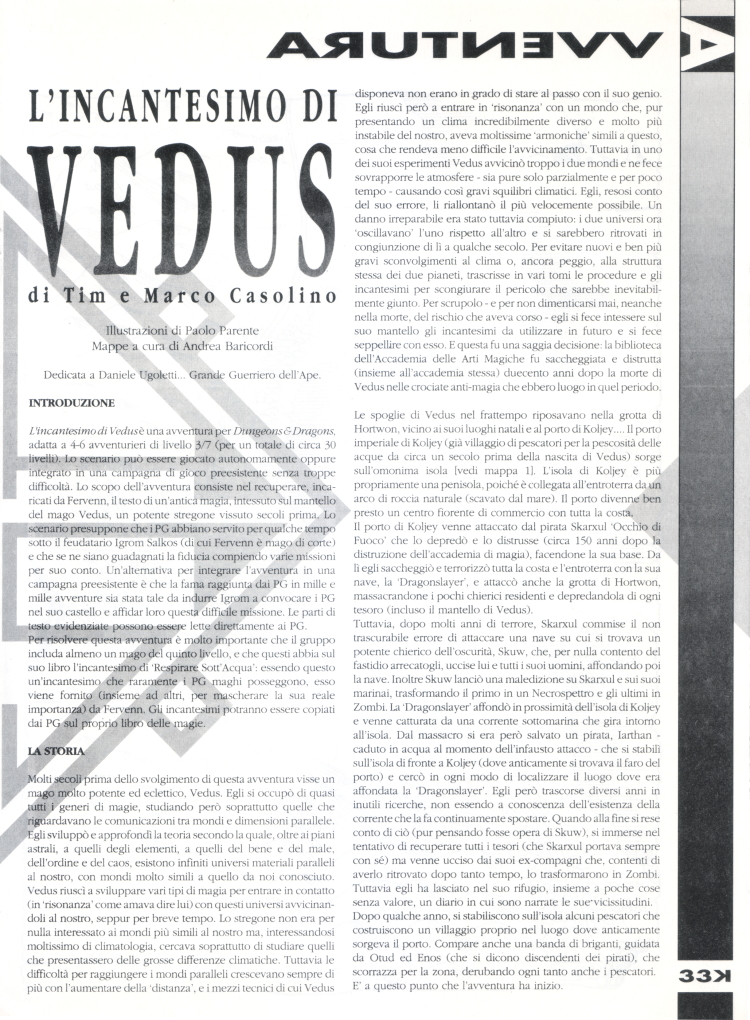 AVVENTURA
L'INCANTESIMO DI
VEDUS
di Tim e Marco Casolino
Illustrazioni di Paolo Parente
Mappe a cura di Andrea Baricordi
Dedicata a Daniele Ugoletti... Grande Guerriero dell'Ape.
INTRODUZIONE
L'incantesimo di Vedus è una avventura per Dungeons & Dragons,
adatta a 4-6 avventurieri di livello 3/7 (per un totale di circa 30
livelli). Lo scenario può essere giocato autonomamente oppure
integrato in una campagna di gioco preesistente senza troppe
difficoltà. Lo scopo dell'avventura consiste nel recuperare, inca-
ricati da Fervenn, il testo di un'antica magia, intessuto sul mantello
del mago Vedus, un potente stregone vissuto secoli prima. Lo
scenario presuppone che i PG abbiano servito per qualche tempo
sotto il feudatario Igrom Salkos (di cui Fervenn è mago di corte)
e che se ne siano guadagnati la fiducia compiendo varie missioni
per suo conto. Un'alternativa per integrare l'avventura in una
campagna preesistente è che la fama raggiunta dai PG in mille e
mille avventure sia stata tale da indurre Igrom a convocare i PG
nel suo castello e affidar loro questa difficile missione. Le parti di
testo evidenziate possono essere lette direttamente ai PG.
Per risolvere questa avventura è molto importante che il gruppo
includa almeno un mago del quinto livello, e che questi abbia sul
suo libro l'incantesimo di 'Respirare Sott'Acqua': essendo questo
un'incantesimo che raramente i PG maghi posseggono, esso
viene fornito (insieme ad altri, per mascherare la sua reale
importanza) da Fervenn. Gli incantesimi potranno essere copiati
dai PG sul proprio libro delle magie.
LA STORIA
Molti secoli prima dello svolgimento di questa avventura visse un
mago molto potente ed eclettico, Vedus. Egli si occupò di quasi
tutti i generi di magie, studiando però soprattutto quelle che
riguardavano le comunicazioni tra mondi e dimensioni parallele.
Egli sviluppò e approfondì la teoria secondo la quale, oltre ai piani
astrali, a quelli degli elementi, a quelli del bene e del male,
dell'ordine e del caos, esistono infiniti universi materiali paralleli
al nostro, con mondi molto simili a quello da noi conosciuto.
Vedus riuscì a sviluppare vari tipi di magia per entrare in contatto
(in 'risonanza' come amava dire lui) con questi universi avvicinan-
doli al nostro, seppur per breve tempo. Lo stregone non era per
nulla interessato ai mondi più simili al nostro ma, interessandosi
moltissimo di climatologia, cercava soprattutto di studiare quelli
che presentassero delle grosse differenze climatiche. Tuttavia le
difficoltà per raggiungere i mondi paralleli crescevano sempre di
più con l'aumentare della 'distanza', e i mezzi tecnici di cui Vedus
disponeva non erano in grado di stare al passo con il suo genio.
Egli riuscì però a entrare in 'risonanza' con un mondo che, pur
presentando un clima incredibilmente diverso e molto più
instabile del nostro, aveva moltissime 'armoniche' simili a questo,
cosa che rendeva meno difficile l'avvicinamento. Tuttavia in uno
dei suoi esperimenti Vedus avvicinò troppo i due mondi e ne fece
sovrapporre le atmosfere - sia pure solo parzialmente e per poco
tempo - causando così gravi squilibri climatici. Egli, resosi conto
del suo errore, li riallontanò il più velocemente possibile. Un
danno irreparabile era stato tuttavia compiuto: i due universi ora
'oscillavano' l'uno rispetto all'altro e si sarebbero ritrovati in
congiunzione di lì a qualche secolo. Per evitare nuovi e ben più
gravi sconvolgimenti al clima o, ancora peggio, alla struttura
stessa dei due pianeti, trascrisse in vari tomi le procedure e gli
incantesimi per scongiurare il pericolo che sarebbe inevitabil-
mente giunto. Per scrupolo - e per non dimenticarsi mai, neanche
nella morte, del rischio che aveva corso - egli si fece intessere sul
suo mantello gli incantesimi da utilizzare in futuro e si fece
seppellire con esso. E questa fu una saggia decisione: la biblioteca
dell'Accademia delle Arti Magiche fu saccheggiata e distrutta
(insieme all'accademia stessa) duecento anni dopo la morte di
Vedus nelle crociate anti-magia che ebbero luogo in quel periodo.
Le spoglie di Vedus nel frattempo riposavano nella grotta di
Hortwon, vicino ai suoi luoghi natali e al porto di Koljey.... Il porto
imperiale di Koljey (già villaggio di pescatori per la pescosità delle
acque da circa un secolo prima della nascita di Vedus) sorge
sull'omonima isola [vedi mappa 1]. L'isola di Koljey è più
propriamente una penisola, poiché è collegata all'entroterra da un
arco di roccia naturale (scavato dal mare). Il porto divenne ben
presto un centro fiorente di commercio con tutta la costa.
Il porto di Koljey venne attaccato dal pirata Skarxul 'Occhio di
Fuoco' che lo depredò e lo distrusse (circa 150 anni dopo la
distruzione dell'accademia di magia), facendone la sua base. Da
lì egli saccheggiò e terrorizzò tutta la costa e l'entroterra con la sua
nave, la 'Dragonslayer', e attaccò anche la grotta di Hortwon,
massacrandone i pochi chierici residenti e depredandola di ogni
tesoro (incluso il mantello di Vedus).
Tuttavia, dopo molti anni di terrore, Skarxul commise il non
trascurabile errore di attaccare una nave su cui si trovava un
potente chierico dell'oscurità, Skuw, che, per nulla contento del
fastidio arrecatogli, uccise lui e tutti i suoi uomini, affondando poi
la nave. Inoltre Skuw lanciò una maledizione su Skarxul e sui suoi
marinai, trasformando il primo in un Necrospettro e gli ultimi in
Zombi. La 'Dragonslayer' affondò in prossimità dell'isola di Koljey
e venne catturata da una corrente sottomarina che gira intorno
all'isola. Dal massacro si era però salvato un pirata, Iarthan -
caduto in acqua al momento dell'infausto attacco - che si stabilì
sull'isola di fronte a Koljey (dove anticamente si trovava il faro del
porto) e cercò in ogni modo di localizzare il luogo dove era
affondata la 'Dragonslayer'. Egli però trascorse diversi anni in
inutili ricerche, non essendo a conoscenza dell'esistenza della
corrente che la fa continuamente spostare. Quando alla fine si rese
conto di ciò (pur pensando fosse opera di Skuw), si immerse nel
tentativo di recuperare tutti i tesori (che Skarxul portava sempre
con sé) ma venne ucciso dai suoi ex-compagni che, contenti di
averlo ritrovato dopo tanto tempo, lo trasformarono in Zombi.
Tuttavia egli ha lasciato nel suo rifugio, insieme a poche cose
senza valore, un diario in cui sono narrate le sue vicissitudini.
Dopo qualche anno, si stabiliscono sull'isola alcuni pescatori che
costruiscono un villaggio proprio nel luogo dove anticamente
sorgeva il porto. Compare anche una banda di briganti, guidata
da Otud ed Enos (che si dicono discendenti dei pirati), che
scorrazza per la zona, derubando ogni tanto anche i pescatori.
E' a questo punto che l'avventura ha inizio.
33K